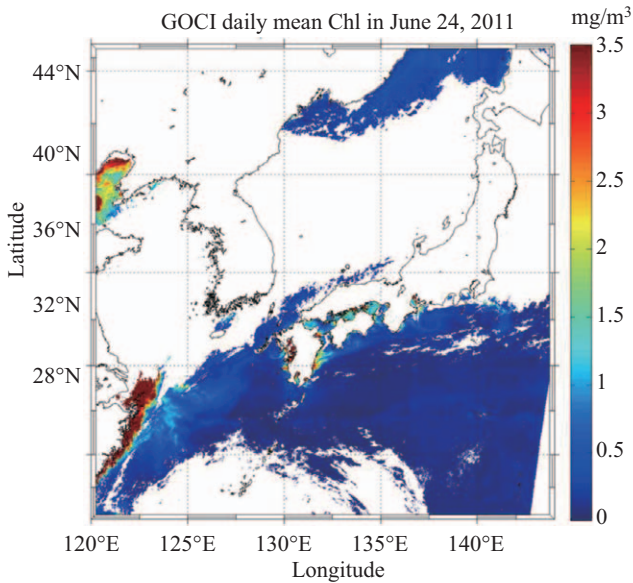 GOCI daily mean Chl in June 24, 2011
mg/m³
44°N
40°N
36°N
32°N
28°N
Latitude
120°E
125°E
130°E
135°E
140°E
Longitude
3.5
3
2.5
2
1.5
1
0.5
0